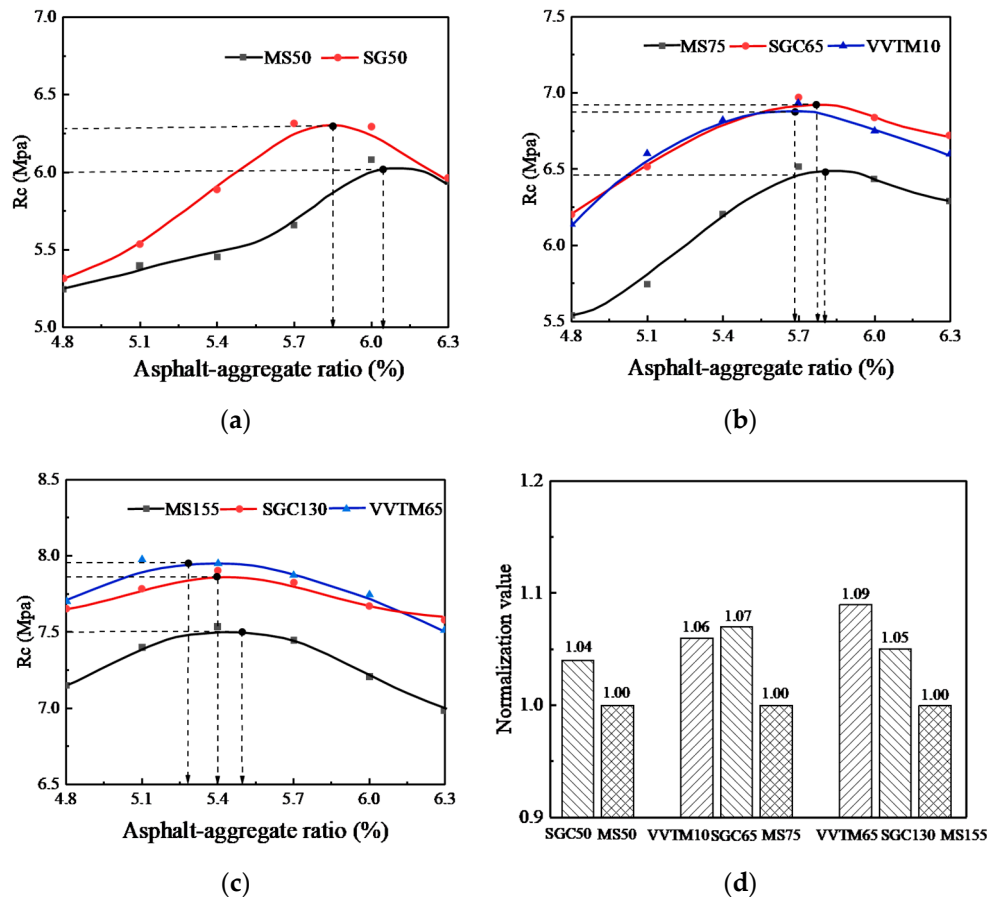 MS50 SG50
7.0
6.5
6.0
5.5
5.0
Rc (Mpa)
4.8 5.1 5.4 5.7 6.0 6.3
Asphalt-aggregate ratio (%)
(a)
MS75 SGC65 VVTM10
7.5
7.0
6.5
6.0
5.5
Rc (Mpa)
4.8 5.1 5.4 5.7 6.0 6.3
Asphalt-aggregate ratio (%)
(b)
MS155 SGC130 VVTM65
8.5
8.0
7.5
7.0
6.5
Rc (Mpa)
4.8 5.1 5.4 5.7 6.0 6.3
Asphalt-aggregate ratio (%)
(c)
1.2
1.1
1.0
0.9
Normalization value
1.04 1.00 1.06 1.07 1.00 1.09 1.05 1.00
SGC50 MS50 VVTM10 SGC65 MS75 VVTM65 SGC130 MS155
(d)